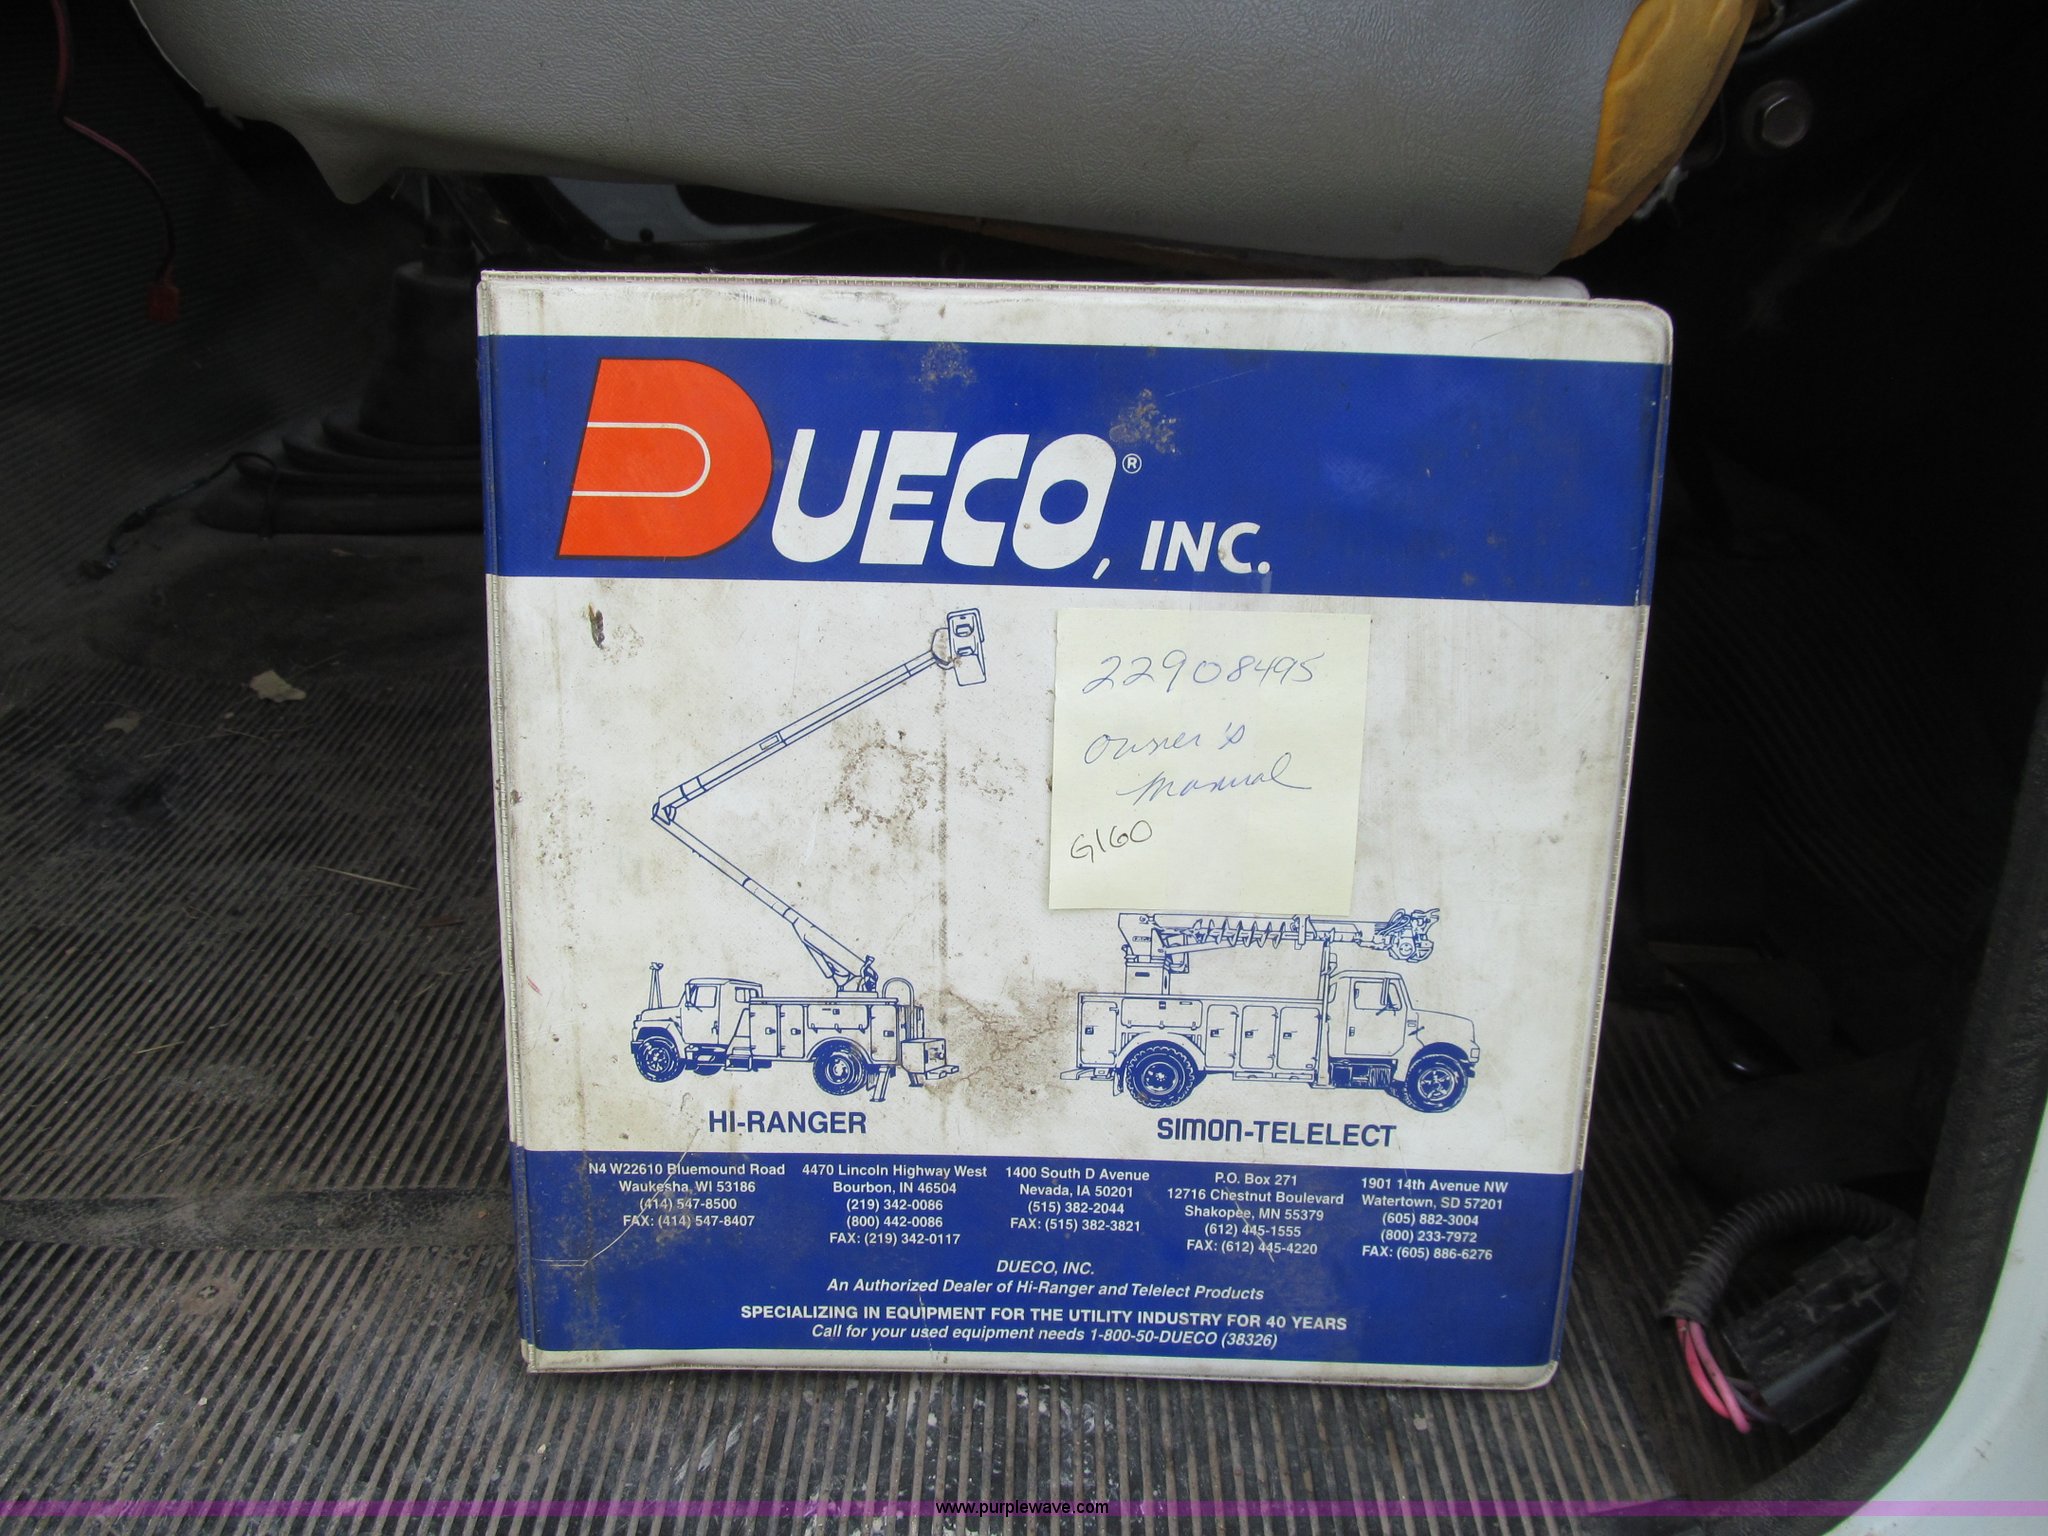 DUECO®, INC.
22908495
Owner's
Manual
G160
HI-RANGER
SIMON-TELELECT
N4 W22610 Bluemound Road
Waukesha, WI 53186
(414) 547-8500
FAX: (414) 547-8407
4470 Lincoln Highway West
Bourbon, IN 46504
(219) 342-0086
(800) 442-0086
FAX: (219) 342-0117
1400 South D Avenue
Nevada, IA 50201
(515) 382-2044
FAX: (515) 382-3821
P.O. Box 271
12716 Chestnut Boulevard
Shakopee, MN 55379
(612) 445-1555
FAX: (612) 445-4220
1901 14th Avenue NW
Watertown, SD 57201
(605) 882-3004
(800) 233-7972
FAX: (605) 886-6276
DUECO, INC.
An Authorized Dealer of Hi-Ranger and Telelect Products
SPECIALIZING IN EQUIPMENT FOR THE UTILITY INDUSTRY FOR 40 YEARS
Call for your used equipment needs 1-800-50-DUECO (38326)
www.purplewave.com